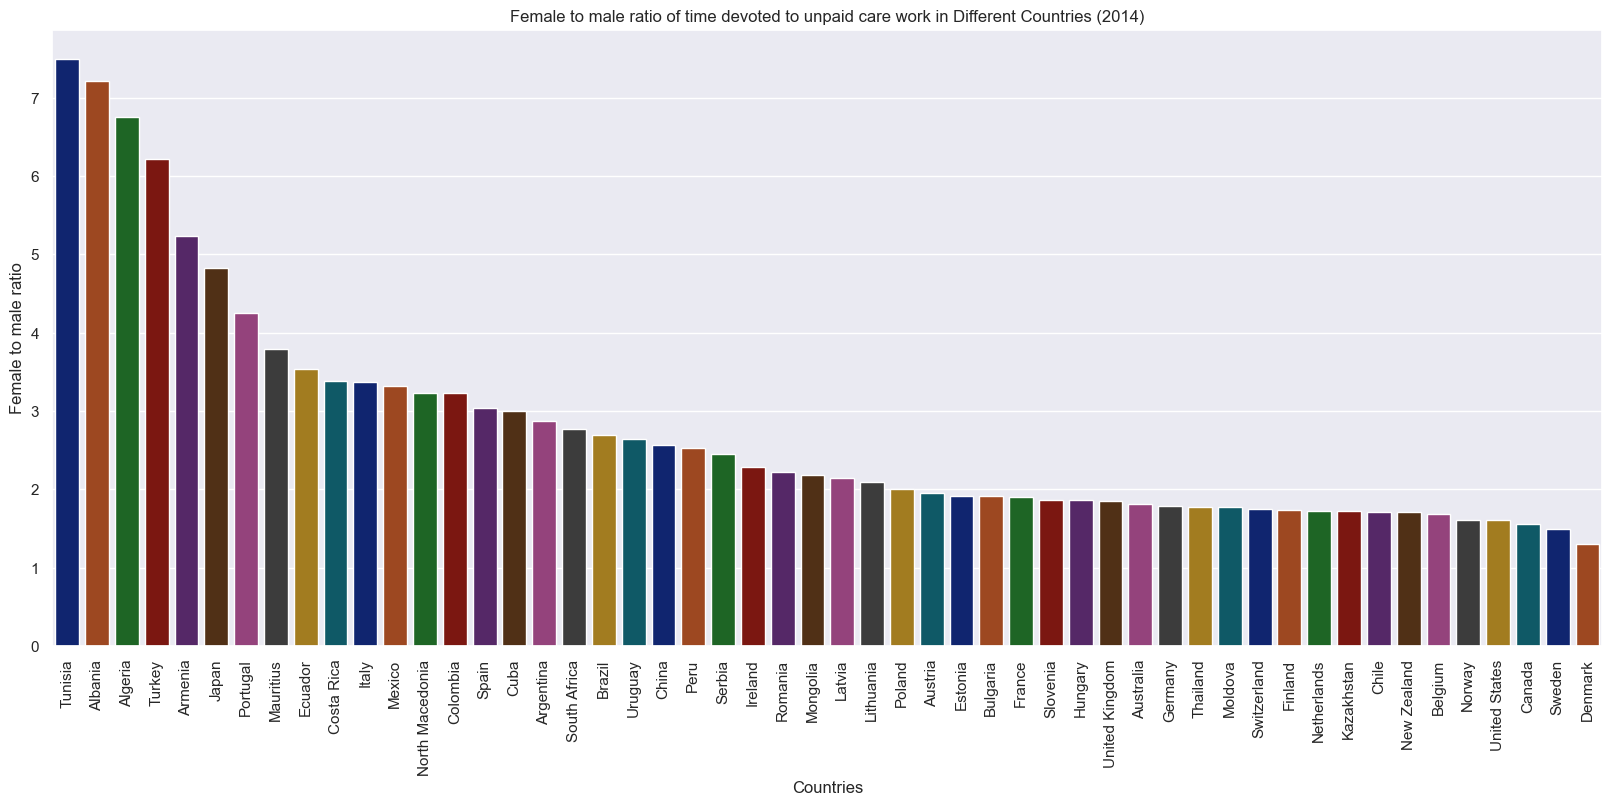 Female to male ratio of time devoted to unpaid care work in Different Countries (2014)
Female to male ratio
7
6
5
4
3
2
1
0
Tunisia
Albania
Algeria
Turkey
Armenia
Japan
Portugal
Mauritius
Ecuador
Costa Rica
Italy
Mexico
North Macedonia
Colombia
Spain
Cuba
Argentina
South Africa
Brazil
Uruguay
China
Peru
Serbia
Ireland
Romania
Mongolia
Latvia
Lithuania
Poland
Austria
Estonia
Bulgaria
France
Slovenia
Hungary
United Kingdom
Australia
Germany
Thailand
Moldova
Switzerland
Finland
Netherlands
Kazakhstan
Chile
New Zealand
Belgium
Norway
United States
Canada
Sweden
Denmark
Countries